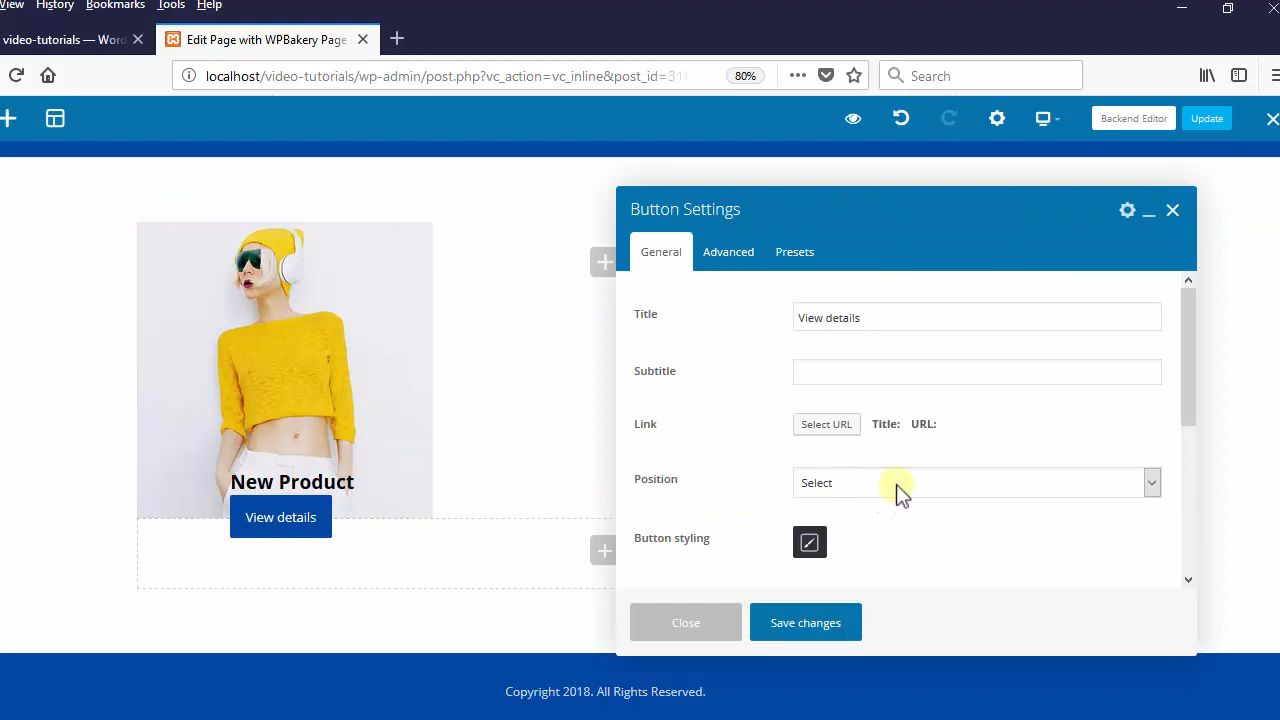 View History Bookmarks Tools Help
video-tutorials — Word
Edit Page with WPBakery Page
localhost/video-tutorials/wp-admin/post.php?vc_action=vc_inline&post_id=31
80%
Search
Backend Editor
Update
Button Settings
General Advanced Presets
Title
View details
Subtitle
Link
Select URL
Title: URL:
Position
Select
Button styling
Close
Save changes
New Product
View details
Copyright 2018. All Rights Reserved.